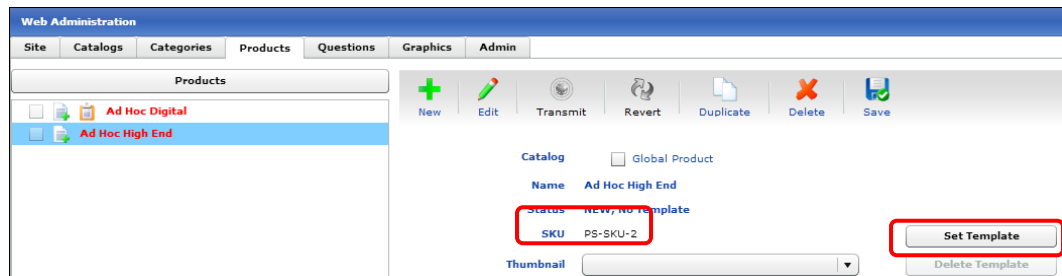 Web Administration
Site Catalogs Categories Products Questions Graphics Admin
Products
Ad Hoc Digital
Ad Hoc High End
New Edit Transmit Revert Duplicate Delete Save
Catalog Global Product
Name Ad Hoc High End
Status NEW, No Template
SKU PS-SKU-2
Set Template
Thumbnail
Delete Template